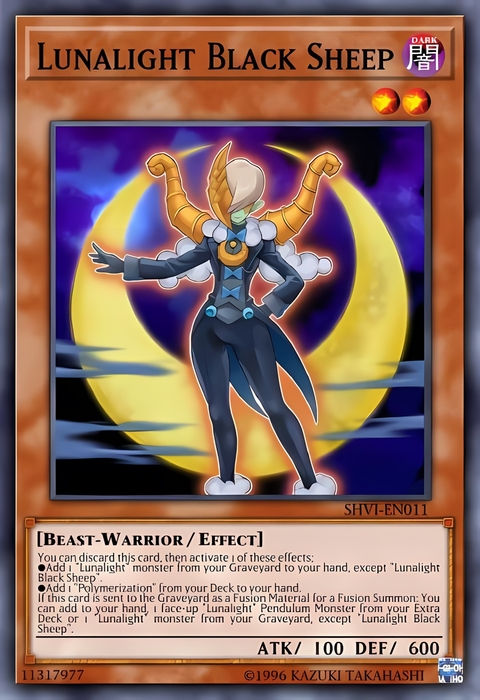 LUNALIGHT BLACK SHEEP
DARK
闇
SHVI-EN011
[BEAST-WARRIOR / EFFECT]
You can discard this card, then activate 1 of these effects;
●Add 1 "Lunalight" monster from your Graveyard to your hand, except "Lunalight
Black Sheep".
●Add 1 "Polymerization" from your Deck to your hand.
If this card is sent to the Graveyard as a Fusion Material for a Fusion Summon: You
can add to your hand, 1 face-up "Lunalight" Pendulum Monster from your Extra
Deck or 1 "Lunalight" monster from your Graveyard, except "Lunalight Black
Sheep".
ATK/ 100 DEF/ 600
11317977
©1996 KAZUKI TAKAHASHI